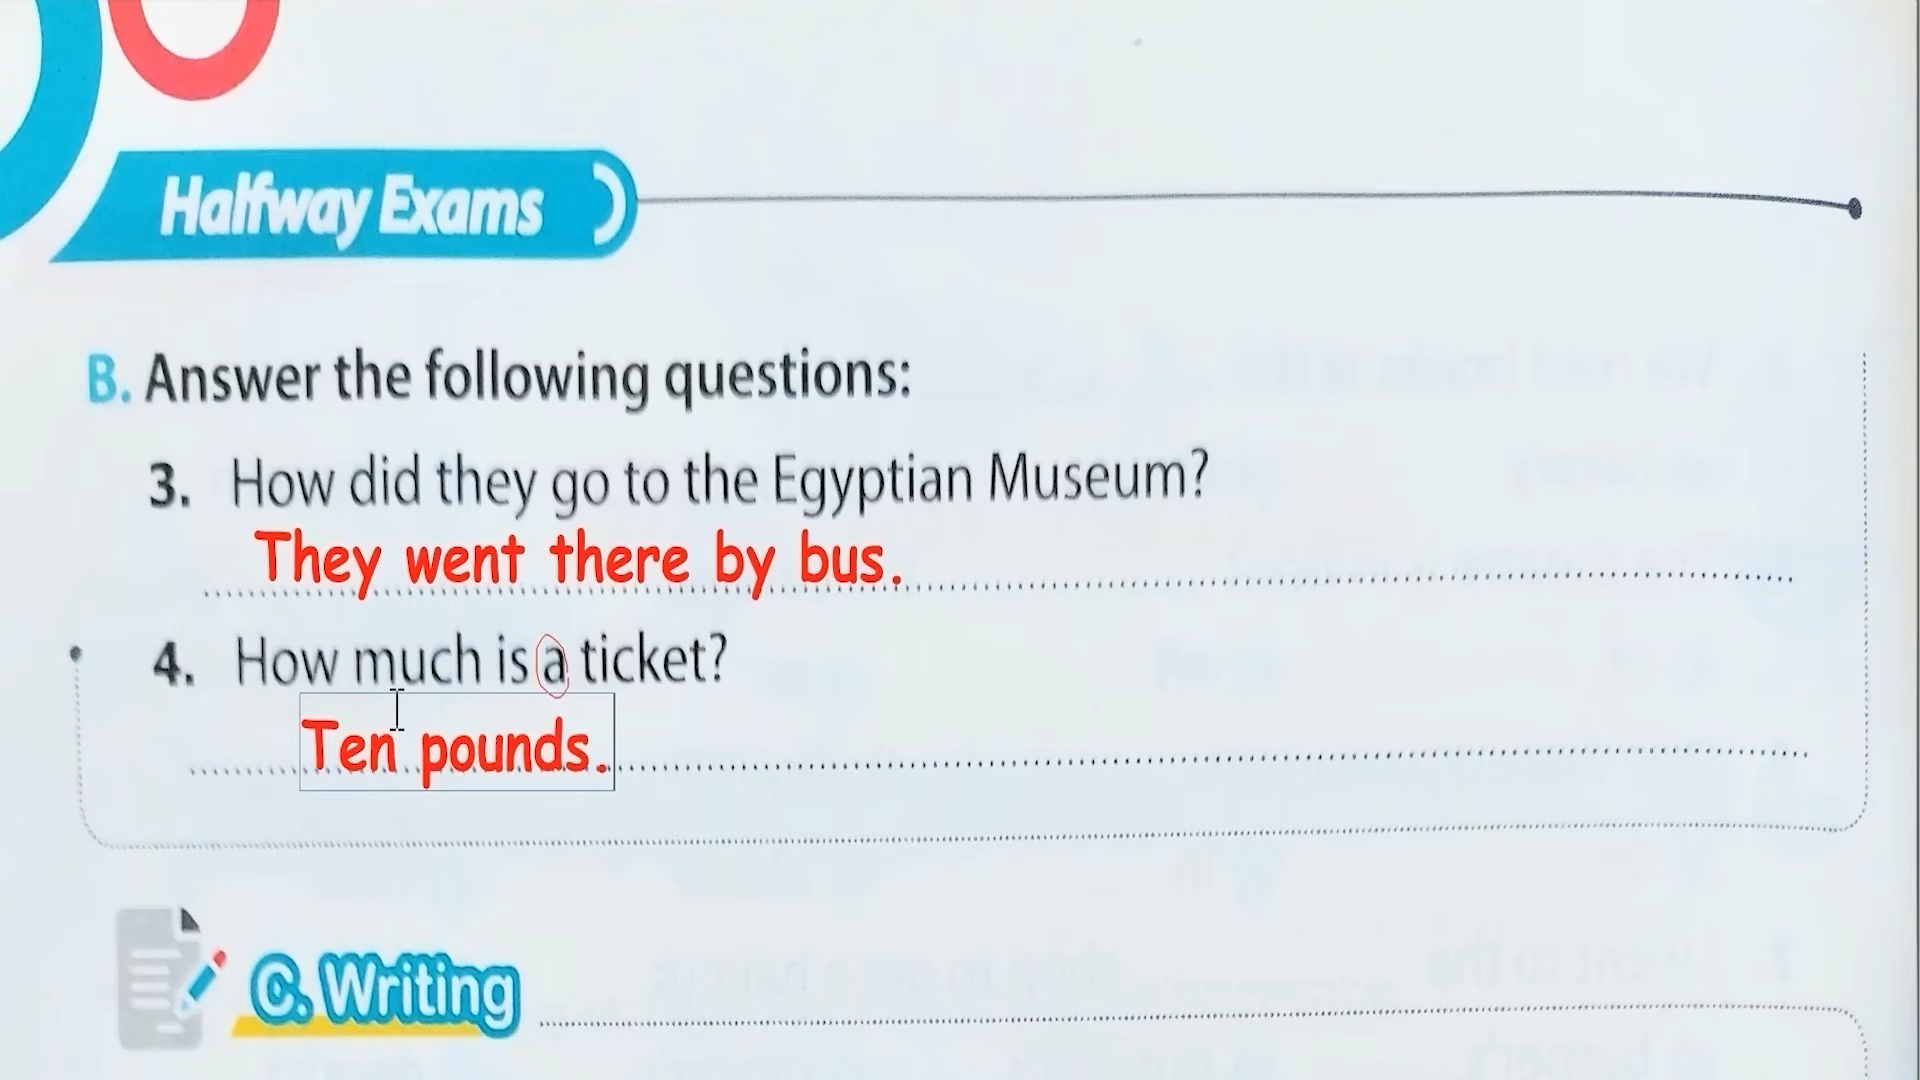 Halfway Exams
B. Answer the following questions:
3. How did they go to the Egyptian Museum?
They went there by bus.
4. How much is a ticket?
Ten pounds.
C. Writing